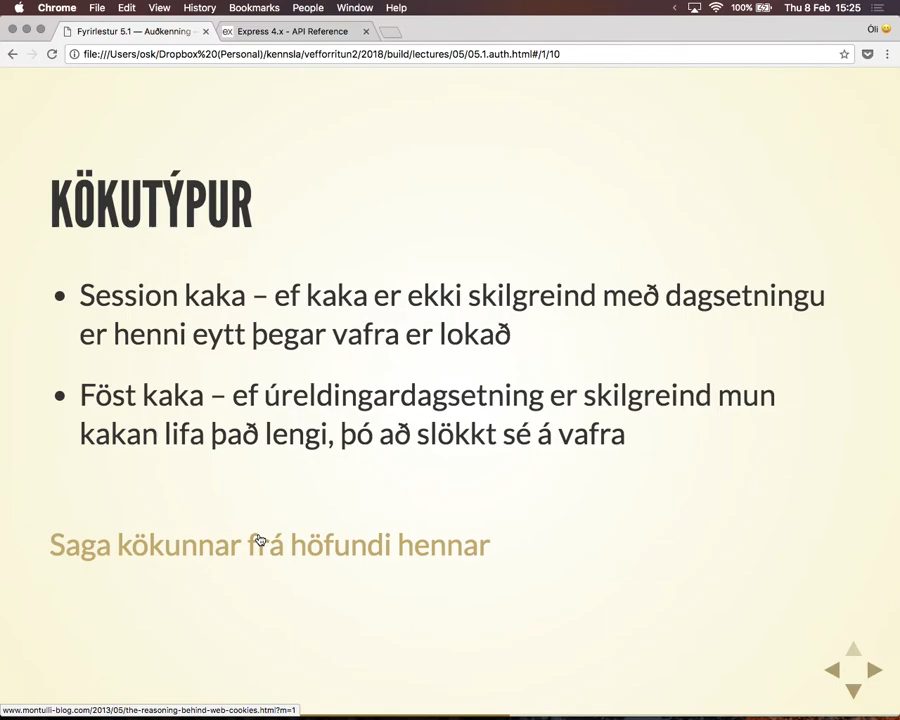 Chrome File Edit View History Bookmarks People Window Help 100% Thu 8 Feb 15:25
Fyrirlestur 5.1 — Auðkenning – ex Express 4.x - API Reference Óli
file:///Users/osk/Dropbox%20(Personal)/kennsla/vefforritun2/2018/build/lectures/05/05.1.auth.html#/1/10
KÖKUTÝPUR
• Session kaka – ef kaka er ekki skilgreind með dagsetningu
er henni eytt þegar vafra er lokað
• Föst kaka – ef úreldingardagsetning er skilgreind mun
kakan lifa það lengi, þó að slökkt sé á vafra
Saga kökunnar frá höfundi hennar
www.montulli-blog.com/2013/05/the-reasoning-behind-web-cookies.html?m=1